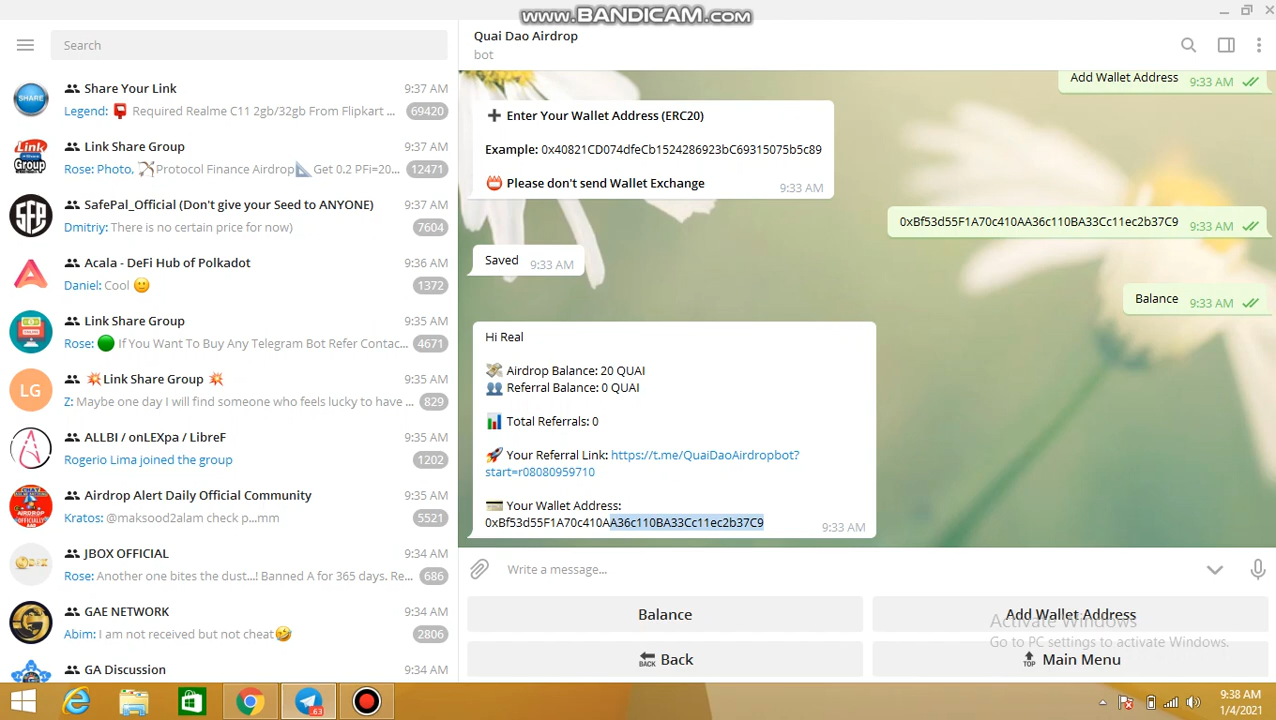 www.BANDICAM.com
Search
Share Your Link 9:37 AM
Legend: Required Realme C11 2gb/32gb From Flipkart ... 69420
Link Share Group 9:37 AM
Rose: Photo, Protocol Finance Airdrop Get 0.2 PFi=20... 12471
SafePal_Official (Don't give your Seed to ANYONE) 9:37 AM
Dmitriy: There is no certain price for now) 7604
Acala - DeFi Hub of Polkadot 9:36 AM
Daniel: Cool 🙂 1372
Link Share Group 9:35 AM
Rose: 🟢 If You Want To Buy Any Telegram Bot Refer Contac... 4671
LG
💥Link Share Group 💥 9:35 AM
Z: Maybe one day I will find someone who feels lucky to have ... 829
ALLBI / onLEXpa / LibreF 9:35 AM
Rogerio Lima joined the group 1202
Airdrop Alert Daily Official Community 9:35 AM
Kratos: @maksood2alam check p...mm 5521
JBOX OFFICIAL 9:34 AM
Rose: Another one bites the dust...! Banned A for 365 days. Re... 686
GAE NETWORK 9:34 AM
Abim: I am not received but not cheat🤣 2806
GA Discussion 9:34 AM
Quai Dao Airdrop
bot
Add Wallet Address 9:33 AM
➕ Enter Your Wallet Address (ERC20)
Example: 0x40821CD074dfeCb1524286923bC69315075b5c89
Please don't send Wallet Exchange 9:33 AM
0xBf53d55F1A70c410AA36c110BA33Cc11ec2b37C9 9:33 AM
Saved 9:33 AM
Balance 9:33 AM
Hi Real
💸 Airdrop Balance: 20 QUAI
👥 Referral Balance: 0 QUAI
📊 Total Referrals: 0
🚀 Your Referral Link: https://t.me/QuaiDaoAirdropbot?
start=r08080959710
💳 Your Wallet Address:
0xBf53d55F1A70c410AA36c110BA33Cc11ec2b37C9 9:33 AM
Write a message...
Balance
Add Wallet Address
Activate Windows
Go to PC settings to activate Windows.
BACK Back
TOP Main Menu
63
9:38 AM
1/4/2021